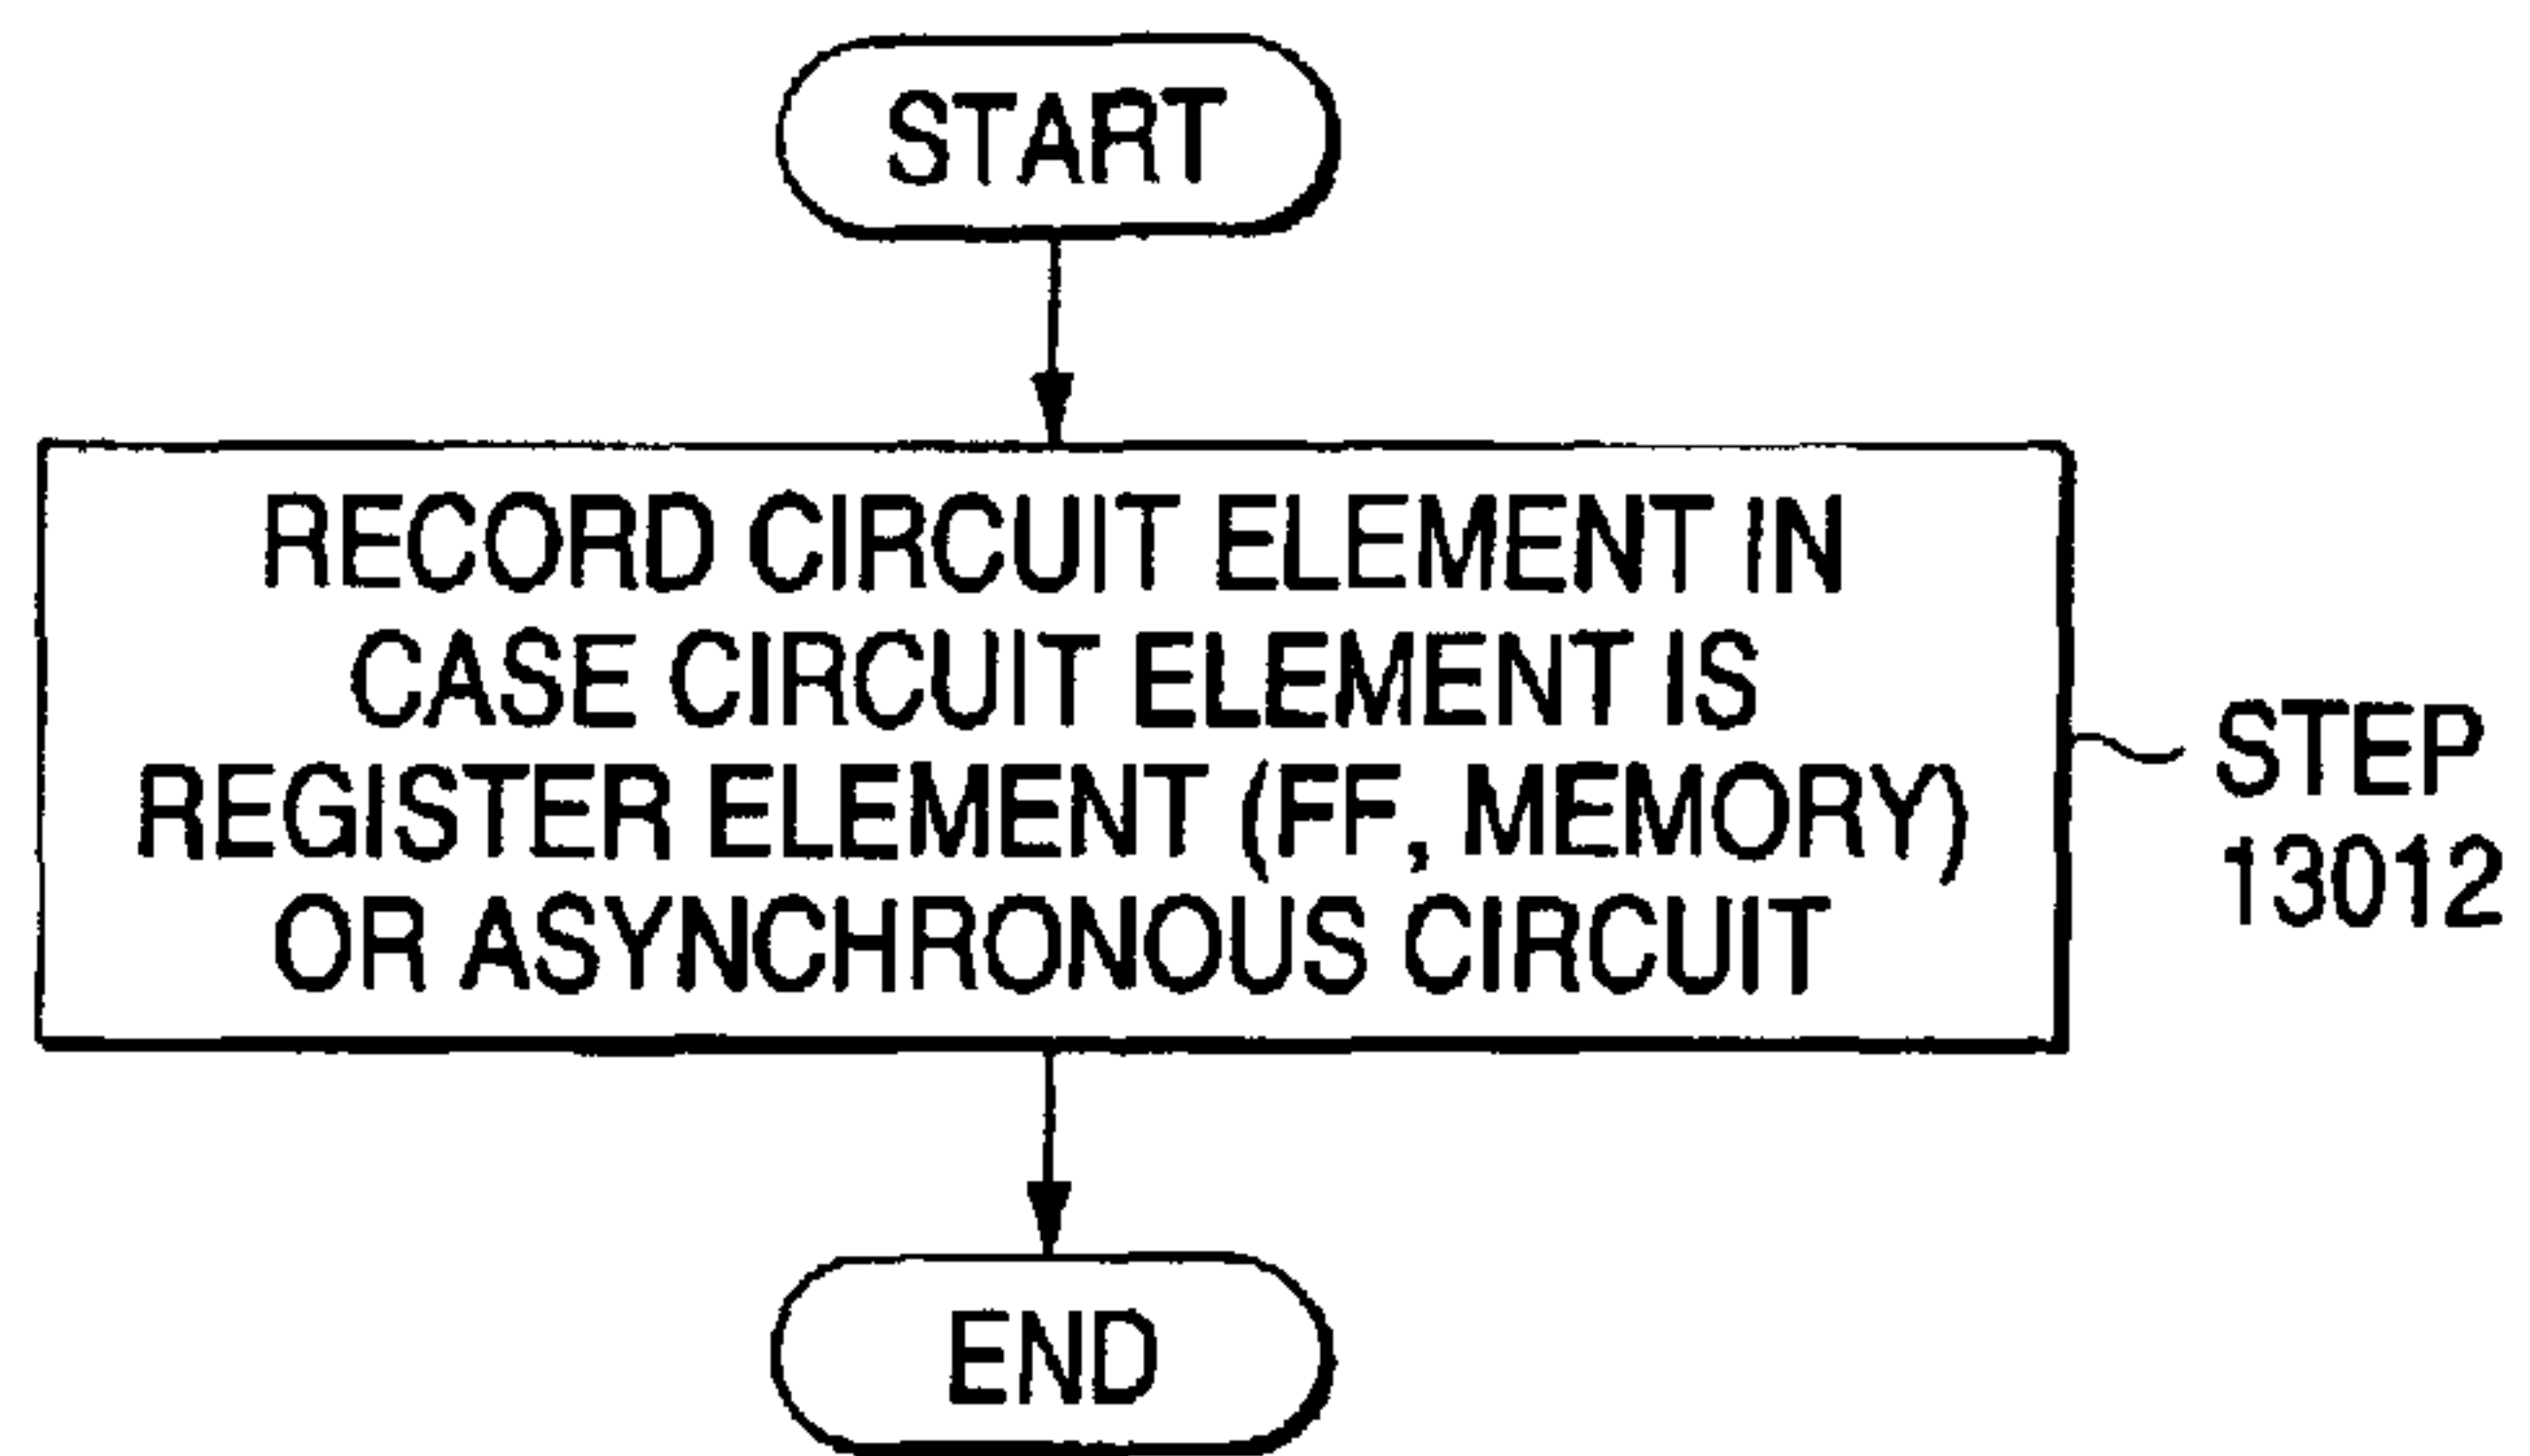 START
RECORD CIRCUIT ELEMENT IN
CASE CIRCUIT ELEMENT IS
REGISTER ELEMENT (FF, MEMORY)
OR ASYNCHRONOUS CIRCUIT
STEP
13012
END